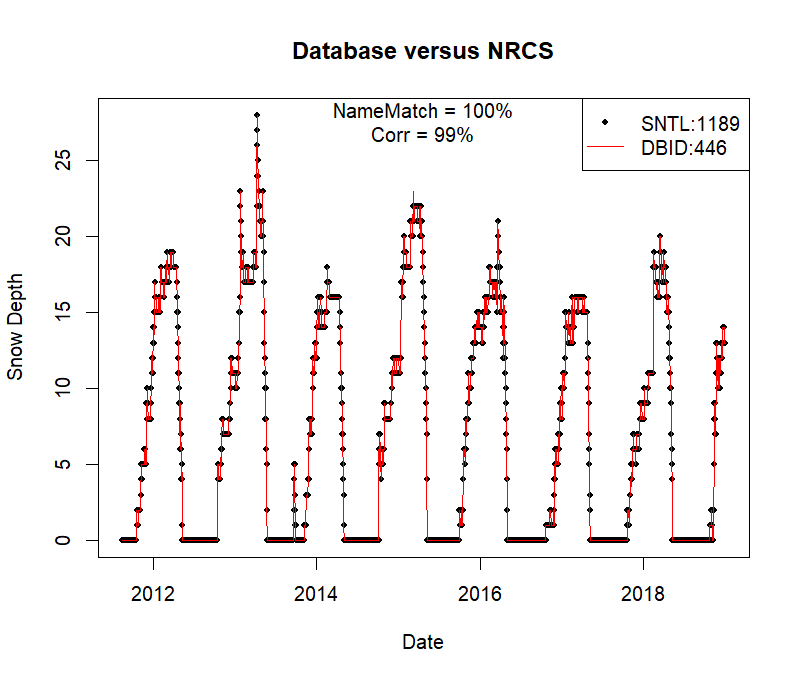 Database versus NRCS
NameMatch = 100%
Corr = 99%
SNTL:1189
DBID:446
Snow Depth
25
20
15
10
5
0
2012
2014
2016
2018
Date